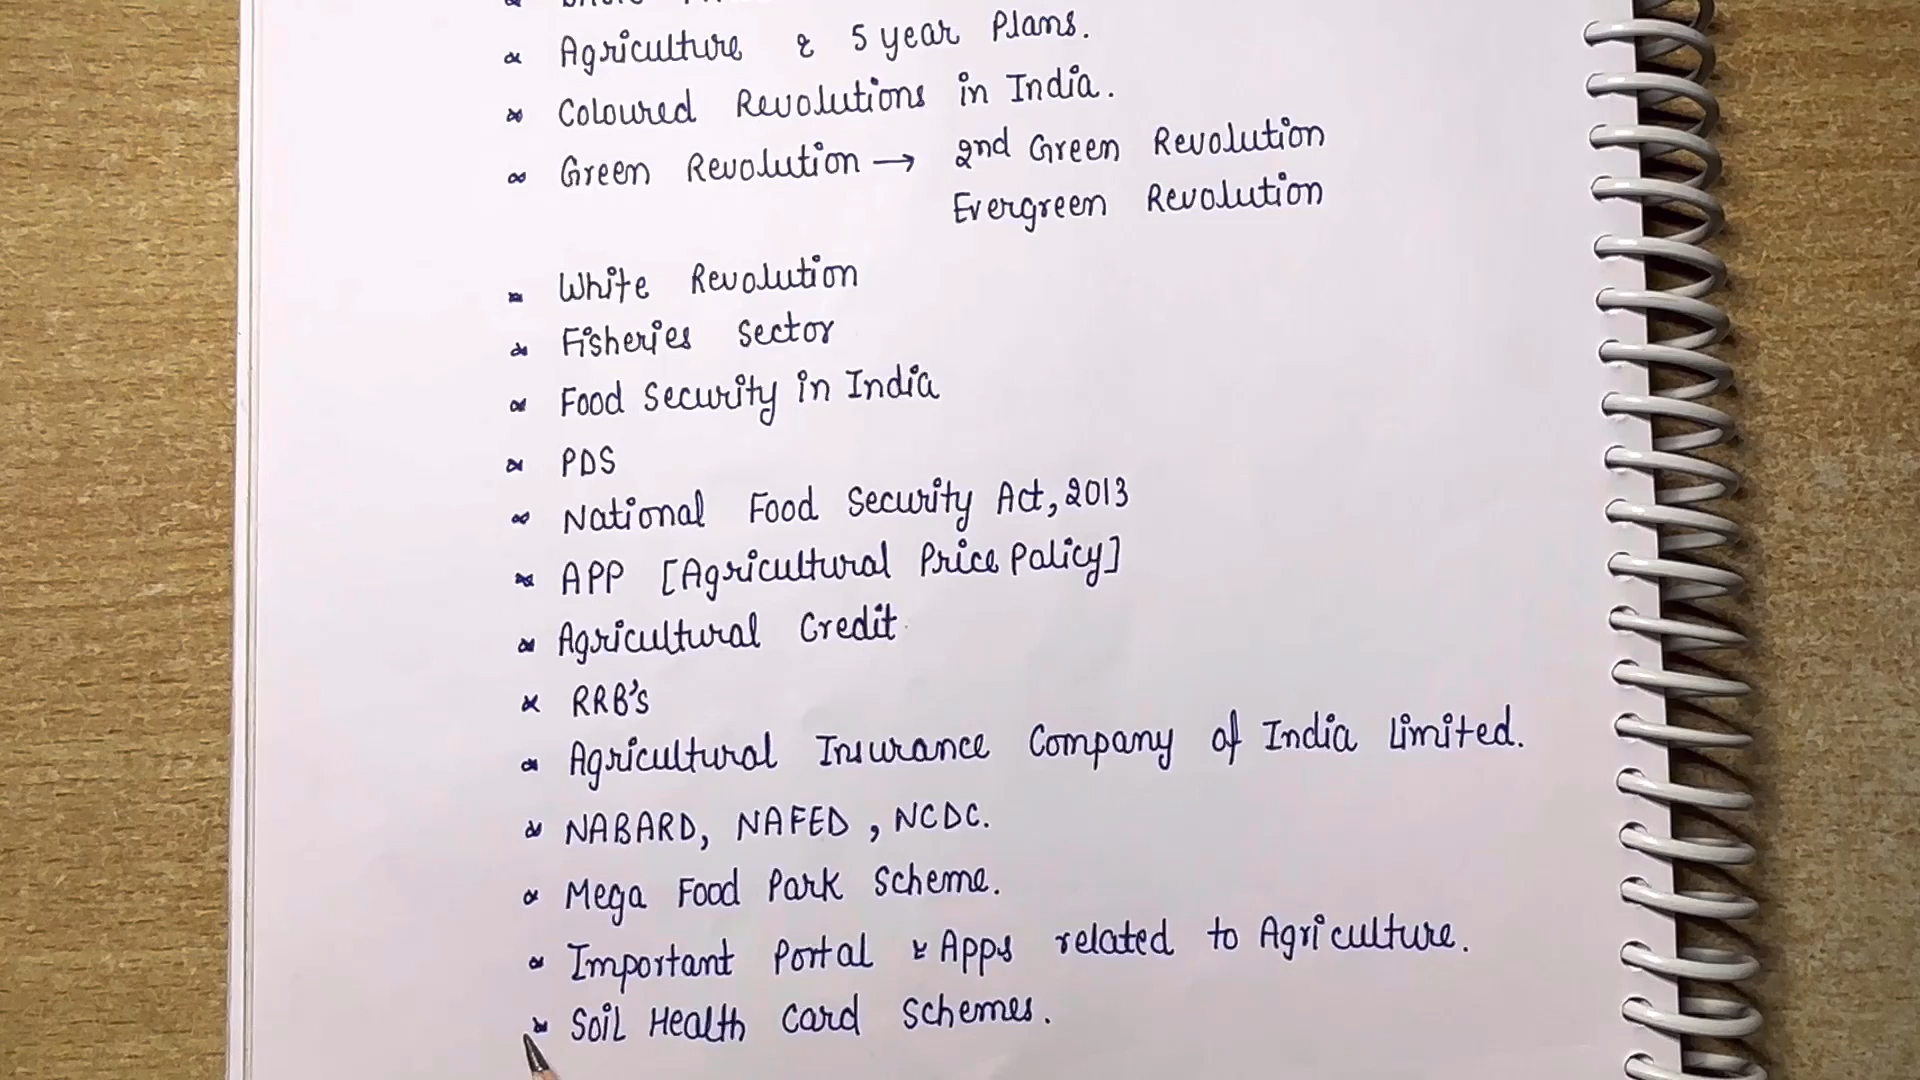 Agriculture & 5 year Plans.
Coloured Revolutions in India.
Green Revolution → 2nd Green Revolution
Evergreen Revolution
White Revolution
Fisheries Sector
Food Security in India
PDS
National Food Security Act, 2013
APP [Agricultural Price Policy]
Agricultural Credit
RRB's
Agricultural Insurance Company of India Limited.
NABARD, NAFED, NCDC.
Mega Food Park Scheme.
Important Portal & Apps related to Agriculture.
Soil Health Card Schemes.